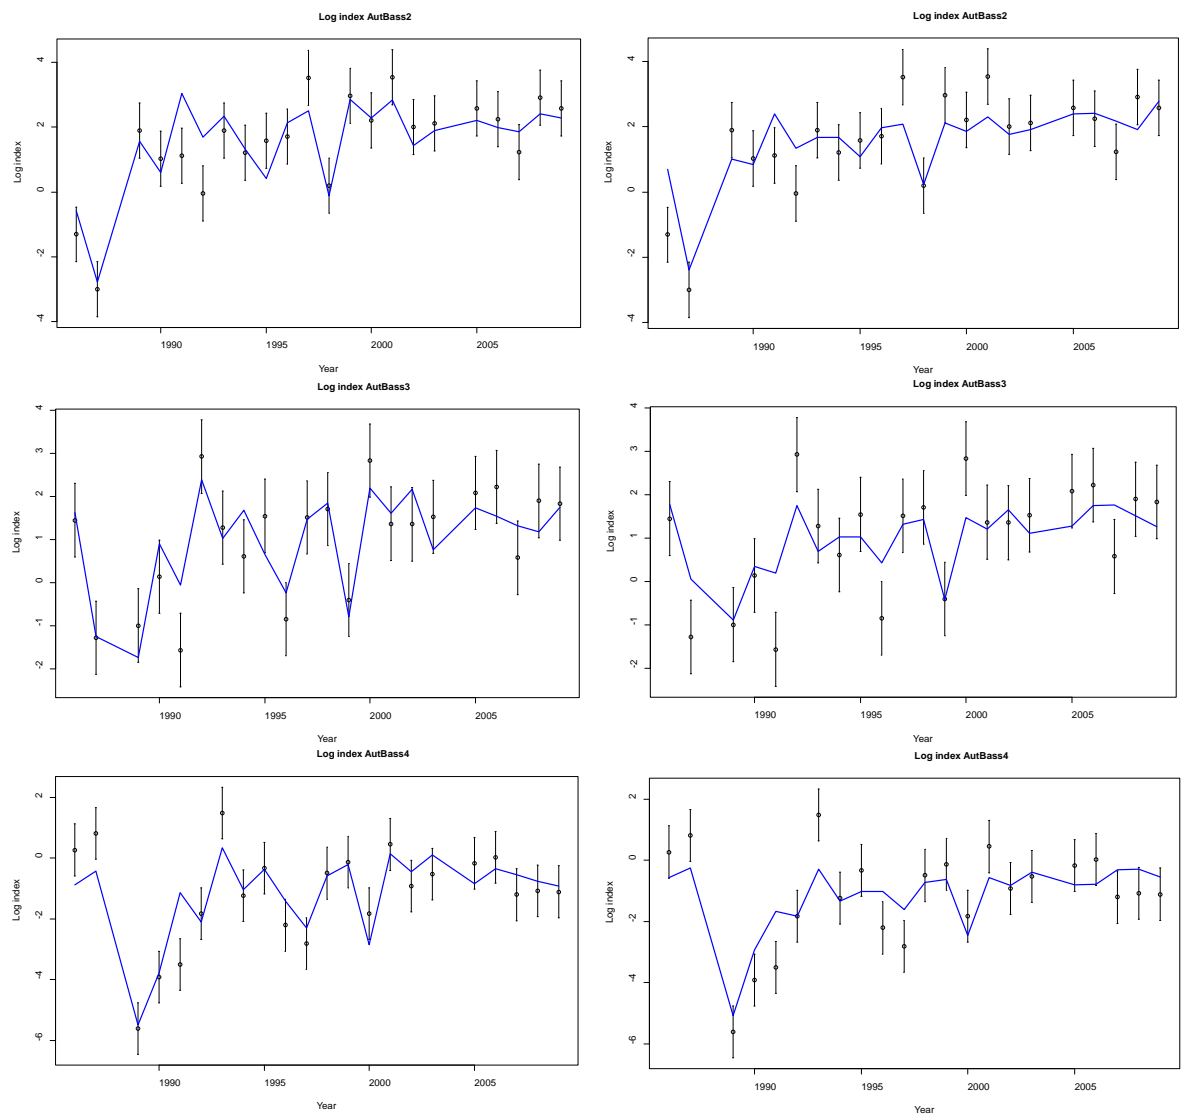 Log index AutBass2
Log index
4
2
0
-2
-4
1990 1995 2000 2005
Year
Log index AutBass2
Log index
4
2
0
-2
-4
1990 1995 2000 2005
Year
Log index AutBass3
Log index
4
3
2
1
0
-1
-2
1990 1995 2000 2005
Year
Log index AutBass3
Log index
4
3
2
1
0
-1
-2
1990 1995 2000 2005
Year
Log index AutBass4
Log index
2
0
-2
-4
-6
1990 1995 2000 2005
Year
Log index AutBass4
Log index
2
0
-2
-4
-6
1990 1995 2000 2005
Year